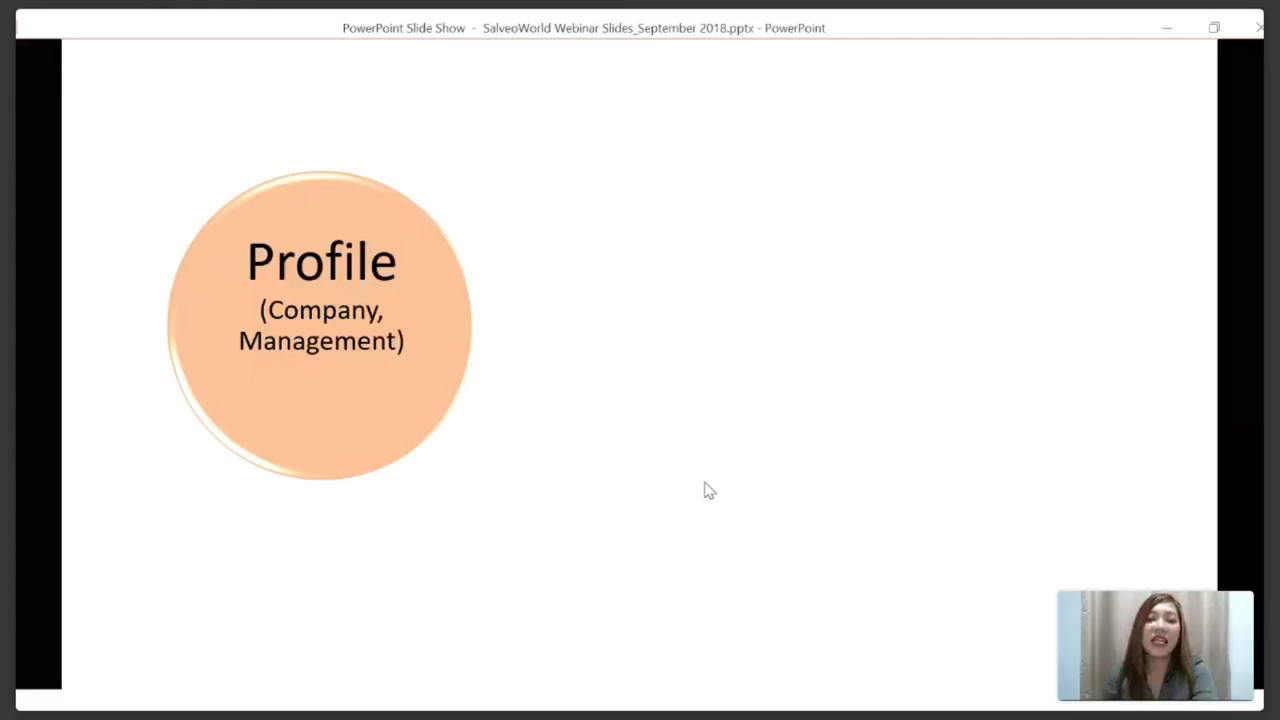 PowerPoint Slide Show - SalveoWorld Webinar Slides_September 2018.pptx - PowerPoint
Profile
(Company,
Management)